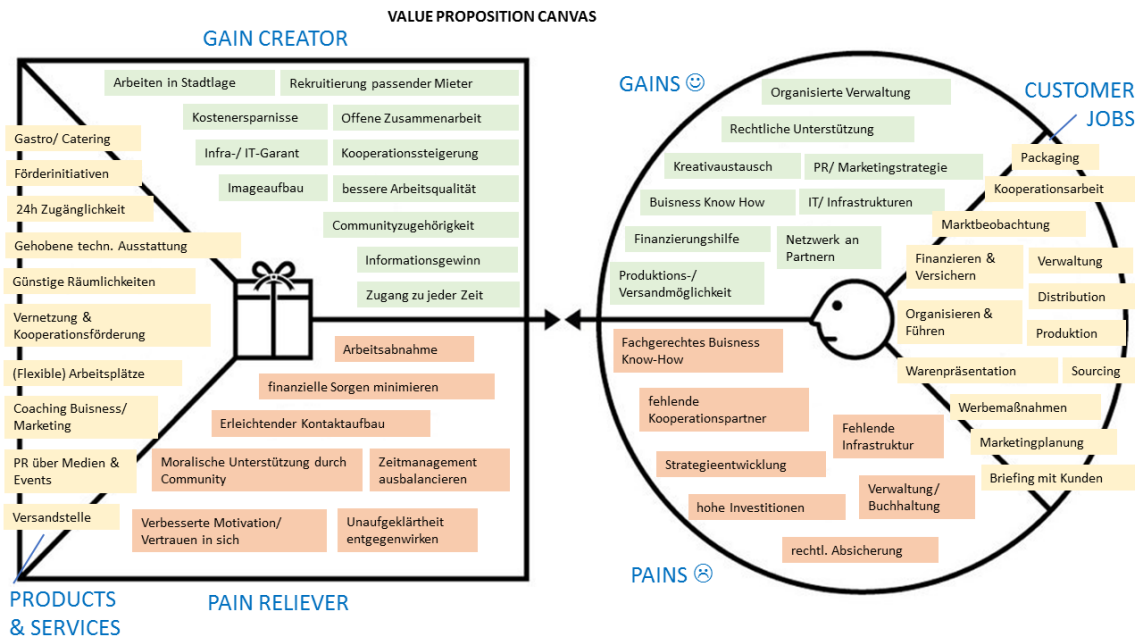 VALUE PROPOSITION CANVAS
GAIN CREATOR
Arbeiten in Stadtlage
Rekrutierung passender Mieter
Kostenersparnisse
Offene Zusammenarbeit
Infra-/ IT-Garant
Kooperationssteigerung
Imageaufbau
bessere Arbeitsqualität
Communityzugehörigkeit
Informationsgewinn
Zugang zu jeder Zeit
Gastro/ Catering
Förderinitiativen
24h Zugänglichkeit
Gehobene techn. Ausstattung
Günstige Räumlichkeiten
Vernetzung &
Kooperationsförderung
(Flexible) Arbeitsplätze
Coaching Buisness/
Marketing
PR über Medien &
Events
Versandstelle
PRODUCTS
& SERVICES
Arbeitsabnahme
finanzielle Sorgen minimieren
Erleichtender Kontaktaufbau
Moralische Unterstützung durch
Community
Zeitmanagement
ausbalancieren
Verbesserte Motivation/
Vertrauen in sich
Unaufgeklärtheit
entgegenwirken
PAIN RELIEVER
GAINS ☺
Organisierte Verwaltung
Rechtliche Unterstützung
Kreativaustausch
PR/ Marketingstrategie
Buisness Know How
IT/ Infrastrukturen
Finanzierungshilfe
Netzwerk an
Partnern
Produktions-/
Versandmöglichkeit
CUSTOMER
JOBS
Packaging
Kooperationsarbeit
Marktbeobachtung
Finanzieren &
Versichern
Verwaltung
Distribution
Organisieren &
Führen
Produktion
Warenpräsentation
Sourcing
Werbemaßnahmen
Marketingplanung
Briefing mit Kunden
Fachgerechtes Buisness
Know-How
fehlende
Kooperationspartner
Fehlende
Infrastruktur
Strategieentwicklung
Verwaltung/
Buchhaltung
hohe Investitionen
rechtl. Absicherung
PAINS ☹